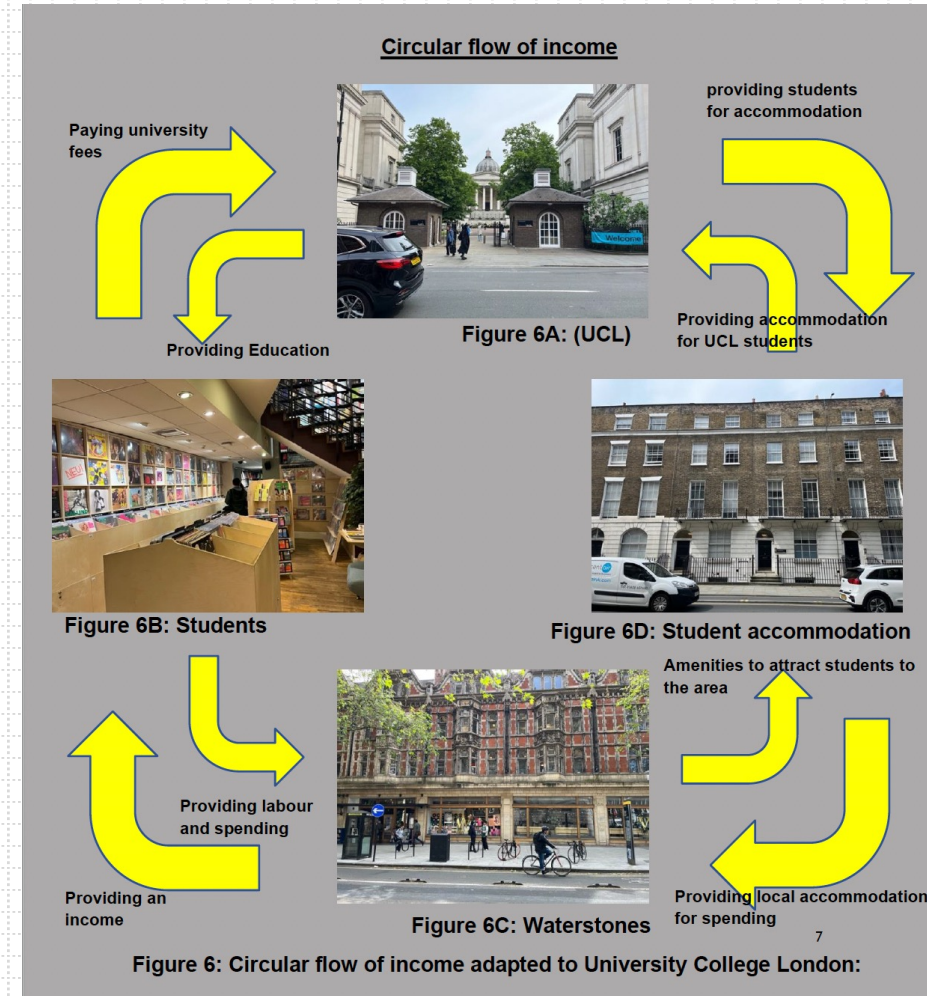 Circular flow of income
Paying university
fees
providing students
for accommodation
Welcome
Figure 6A: (UCL)
Providing accommodation
for UCL students
Providing Education
Figure 6B: Students
Figure 6D: Student accommodation
Amenities to attract students to
the area
Providing labour
and spending
Providing an
income
Providing local accommodation
for spending
Figure 6C: Waterstones
7
Figure 6: Circular flow of income adapted to University College London: